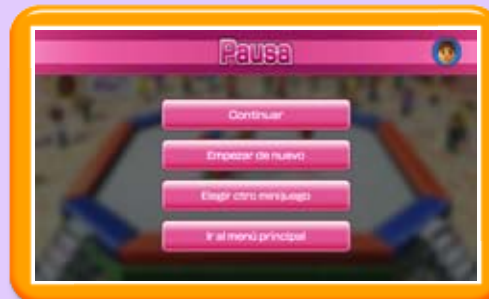 Pausa
Continuar
Empezar de nuevo
Elegir otro minijuego
Ir al menú principal